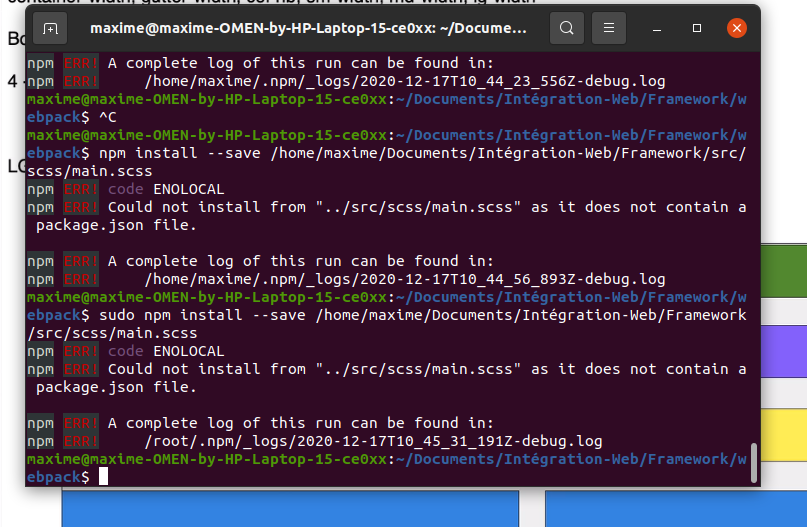 maxime@maxime-OMEN-by-HP-Laptop-15-ce0xx: ~/Docume...
npm ERR! A complete log of this run can be found in:
npm ERR!     /home/maxime/.npm/_logs/2020-12-17T10_44_23_556Z-debug.log
maxime@maxime-OMEN-by-HP-Laptop-15-ce0xx:~/Documents/Intégration-Web/Framework/w
ebpack$ ^C
maxime@maxime-OMEN-by-HP-Laptop-15-ce0xx:~/Documents/Intégration-Web/Framework/w
ebpack$ npm install --save /home/maxime/Documents/Intégration-Web/Framework/src/
scss/main.scss
npm ERR! code ENOLOCAL
npm ERR! Could not install from "../src/scss/main.scss" as it does not contain a
 package.json file.
npm ERR! A complete log of this run can be found in:
npm ERR!     /home/maxime/.npm/_logs/2020-12-17T10_44_56_893Z-debug.log
maxime@maxime-OMEN-by-HP-Laptop-15-ce0xx:~/Documents/Intégration-Web/Framework/w
ebpack$ sudo npm install --save /home/maxime/Documents/Intégration-Web/Framework
/src/scss/main.scss
npm ERR! code ENOLOCAL
npm ERR! Could not install from "../src/scss/main.scss" as it does not contain a
 package.json file.
npm ERR! A complete log of this run can be found in:
npm ERR!     /root/.npm/_logs/2020-12-17T10_45_31_191Z-debug.log
maxime@maxime-OMEN-by-HP-Laptop-15-ce0xx:~/Documents/Intégration-Web/Framework/w
ebpack$
4